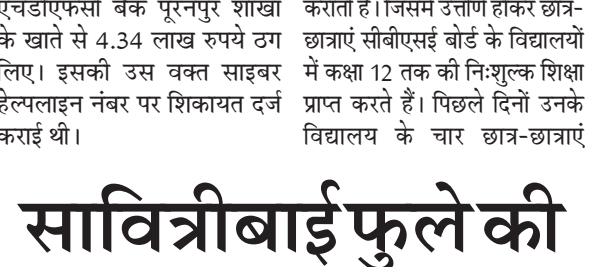 एचडीएफसी बैंक पूरनपुर शाखा
के खाते से 4.34 लाख रुपये ठग
लिए। इसकी उस वक्त साइबर
हेल्पलाइन नंबर पर शिकायत दर्ज
कराई थी।
कराता है। जिसमें उत्तीर्ण होकर छात्र-
छात्राएं सीबीएसई बोर्ड के विद्यालयों
में कक्षा 12 तक की निःशुल्क शिक्षा
प्राप्त करते हैं। पिछले दिनों उनके
विद्यालय के चार छात्र-छात्राएं
सावित्रीबाई फुले की